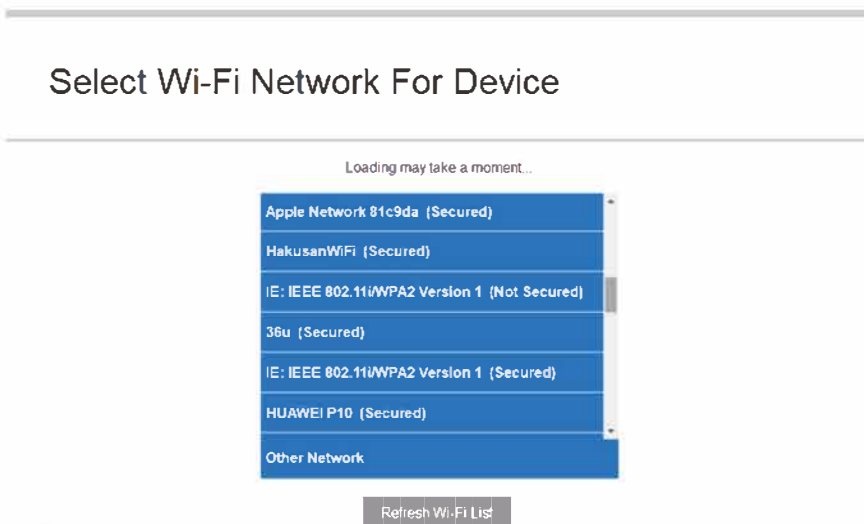 Select Wi-Fi Network For Device
Loading may take a moment...
Apple Network 81c9da (Secured)
HakusanWiFi (Secured)
IE: IEEE 802.11i/WPA2 Version 1 (Not Secured)
36u (Secured)
IE: IEEE 802.11i/WPA2 Version 1 (Secured)
HUAWEI P10 (Secured)
Other Network
Refresh Wi-Fi List